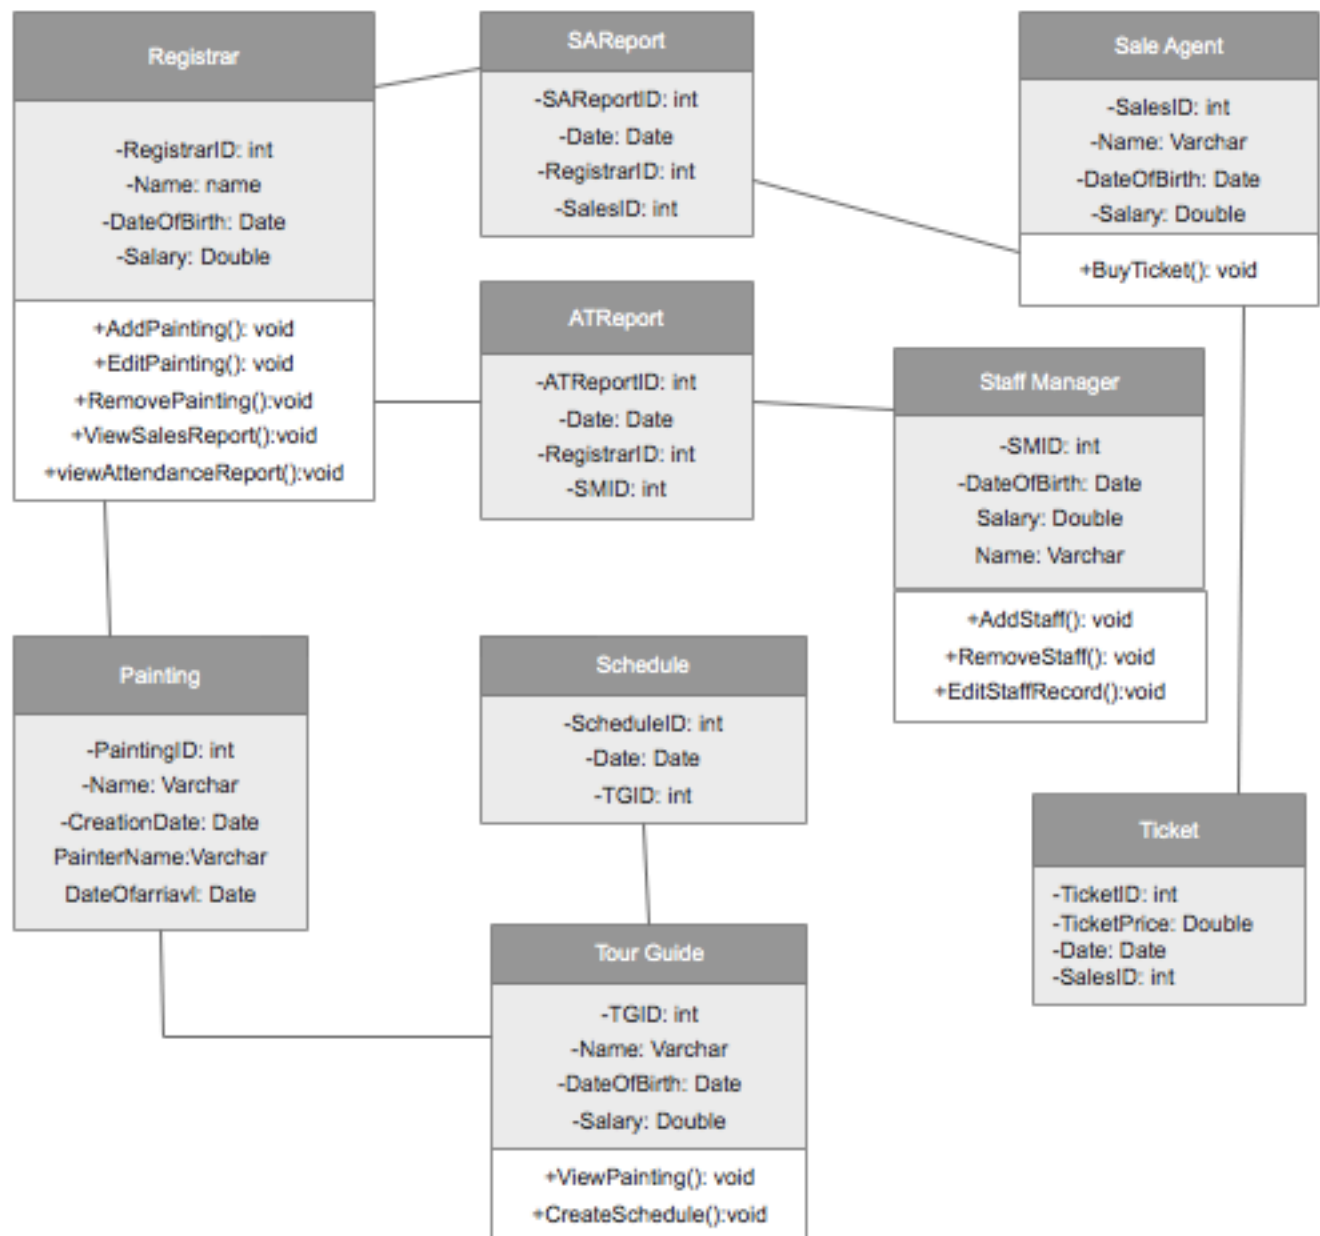 Registrar
-RegistrarID: int
-Name: name
-DateOfBirth: Date
-Salary: Double
+AddPainting(): void
+EditPainting(): void
+RemovePainting():void
+ViewSalesReport():void
+viewAttendanceReport():void
SAReport
-SAReportID: int
-Date: Date
-RegistrarID: int
-SalesID: int
Sale Agent
-SalesID: int
-Name: Varchar
-DateOfBirth: Date
-Salary: Double
+BuyTicket(): void
ATReport
-ATReportID: int
-Date: Date
-RegistrarID: int
-SMID: int
Staff Manager
-SMID: int
-DateOfBirth: Date
Salary: Double
Name: Varchar
+AddStaff(): void
+RemoveStaff(): void
+EditStaffRecord():void
Painting
-PaintingID: int
-Name: Varchar
-CreationDate: Date
PainterName:Varchar
DateOfarriavl: Date
Schedule
-ScheduleID: int
-Date: Date
-TGID: int
Ticket
-TicketID: int
-TicketPrice: Double
-Date: Date
-SalesID: int
Tour Guide
-TGID: int
-Name: Varchar
-DateOfBirth: Date
-Salary: Double
+ViewPainting(): void
+CreateSchedule():void